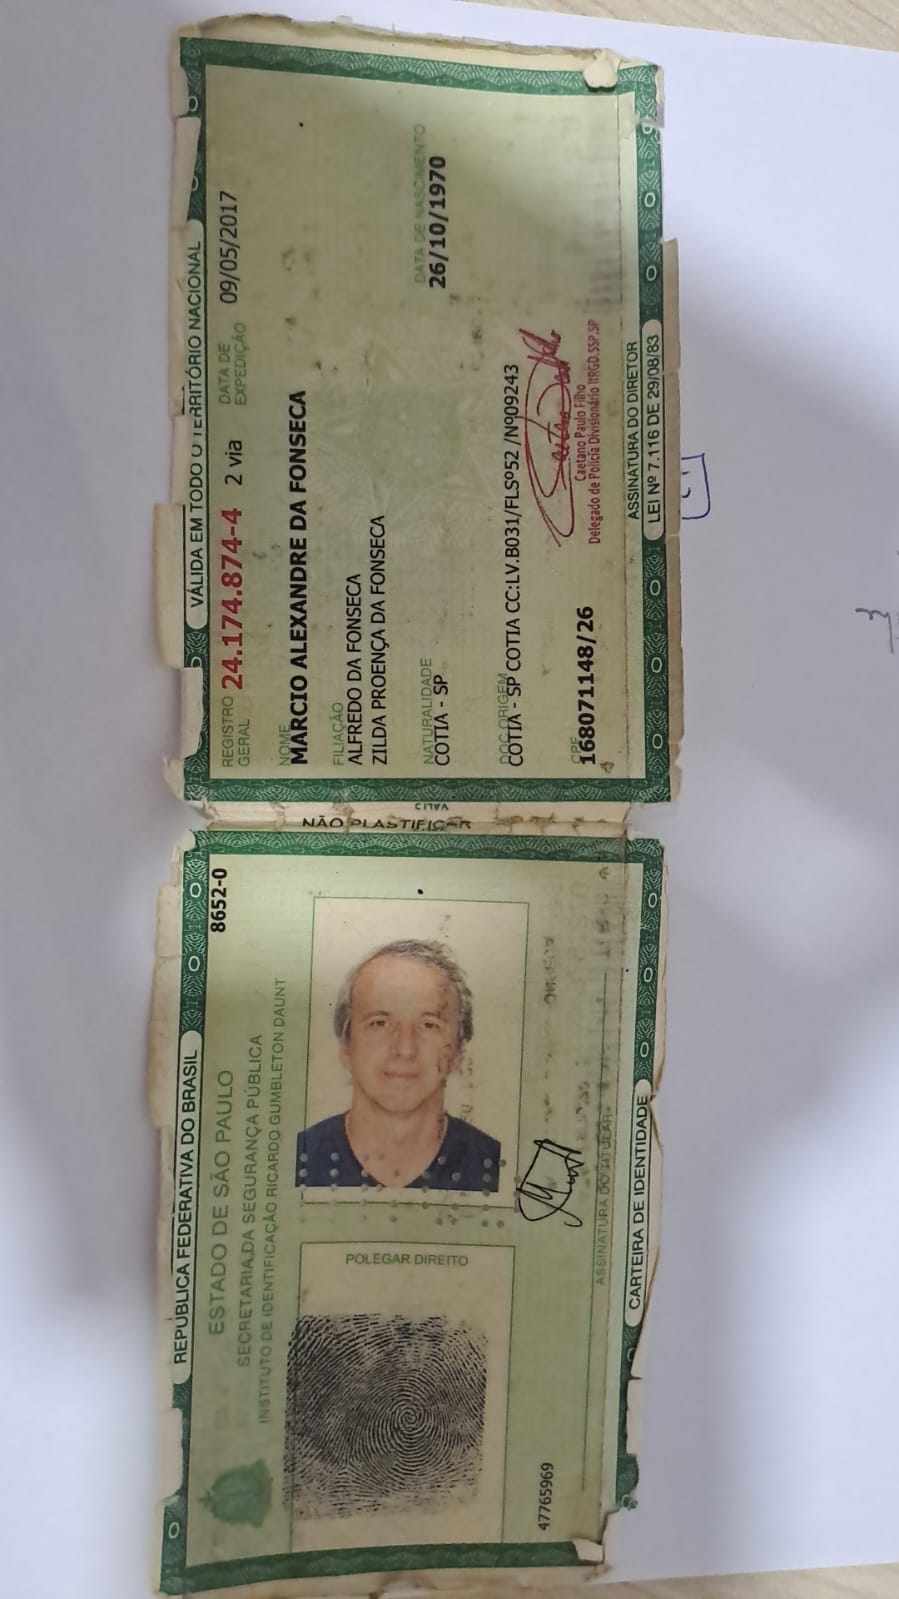 REPÚBLICA FEDERATIVA DO BRASIL
8652-0
ESTADO DE SÃO PAULO
SECRETARIA DA SEGURANÇA PÚBLICA
INSTITUTO DE IDENTIFICAÇÃO RICARDO GUMBLETON DAUNT
POLEGAR DIREITO
47765969
ASSINATURA DO TITULAR
CARTEIRA DE IDENTIDADE
NÃO PLASTIFICAR
VÁLIDA EM TODO O TERRITÓRIO NACIONAL
REGISTRO GERAL 24.174.874-4 2 via DATA DE EXPEDIÇÃO 09/05/2017
NOME
MARCIO ALEXANDRE DA FONSECA
FILIAÇÃO
ALFREDO DA FONSECA
ZILDA PROENÇA DA FONSECA
NATURALIDADE DATA DE NASCIMENTO
COTIA - SP 26/10/1970
DOC ORIGEM
COTIA - SP COTIA CC:LV.B031/FLSº52 /Nº09243
CPF
168071148/26
Caetano Paulo Filho
Delegado de Polícia Divisionário IIRGD.SSP.SP
ASSINATURA DO DIRETOR
LEI Nº 7.116 DE 29/08/83